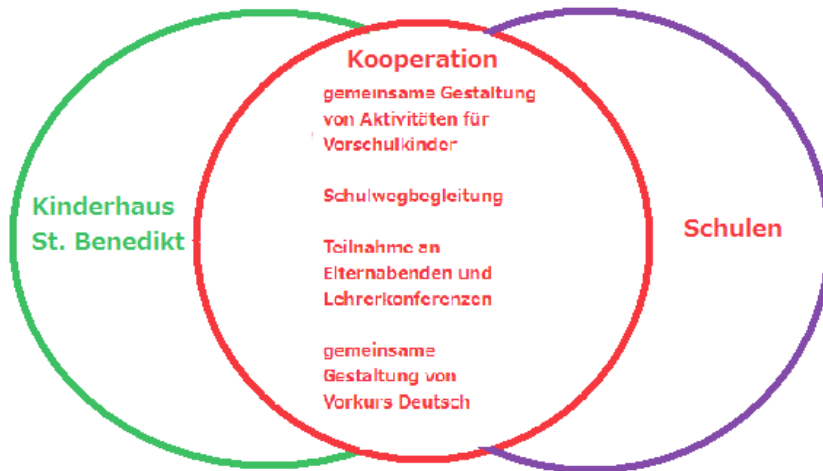 Kooperation
gemeinsame Gestaltung
von Aktivitäten für
Vorschulkinder
Schulwegbegleitung
Teilnahme an
Elternabenden und
Lehrerkonferenzen
gemeinsame
Gestaltung von
Vorkurs Deutsch
Kinderhaus
St. Benedikt
Schulen